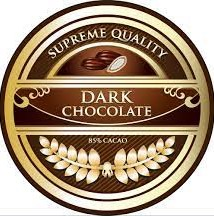 SUPREME QUALITY
DARK
CHOCOLATE
85% CACAO